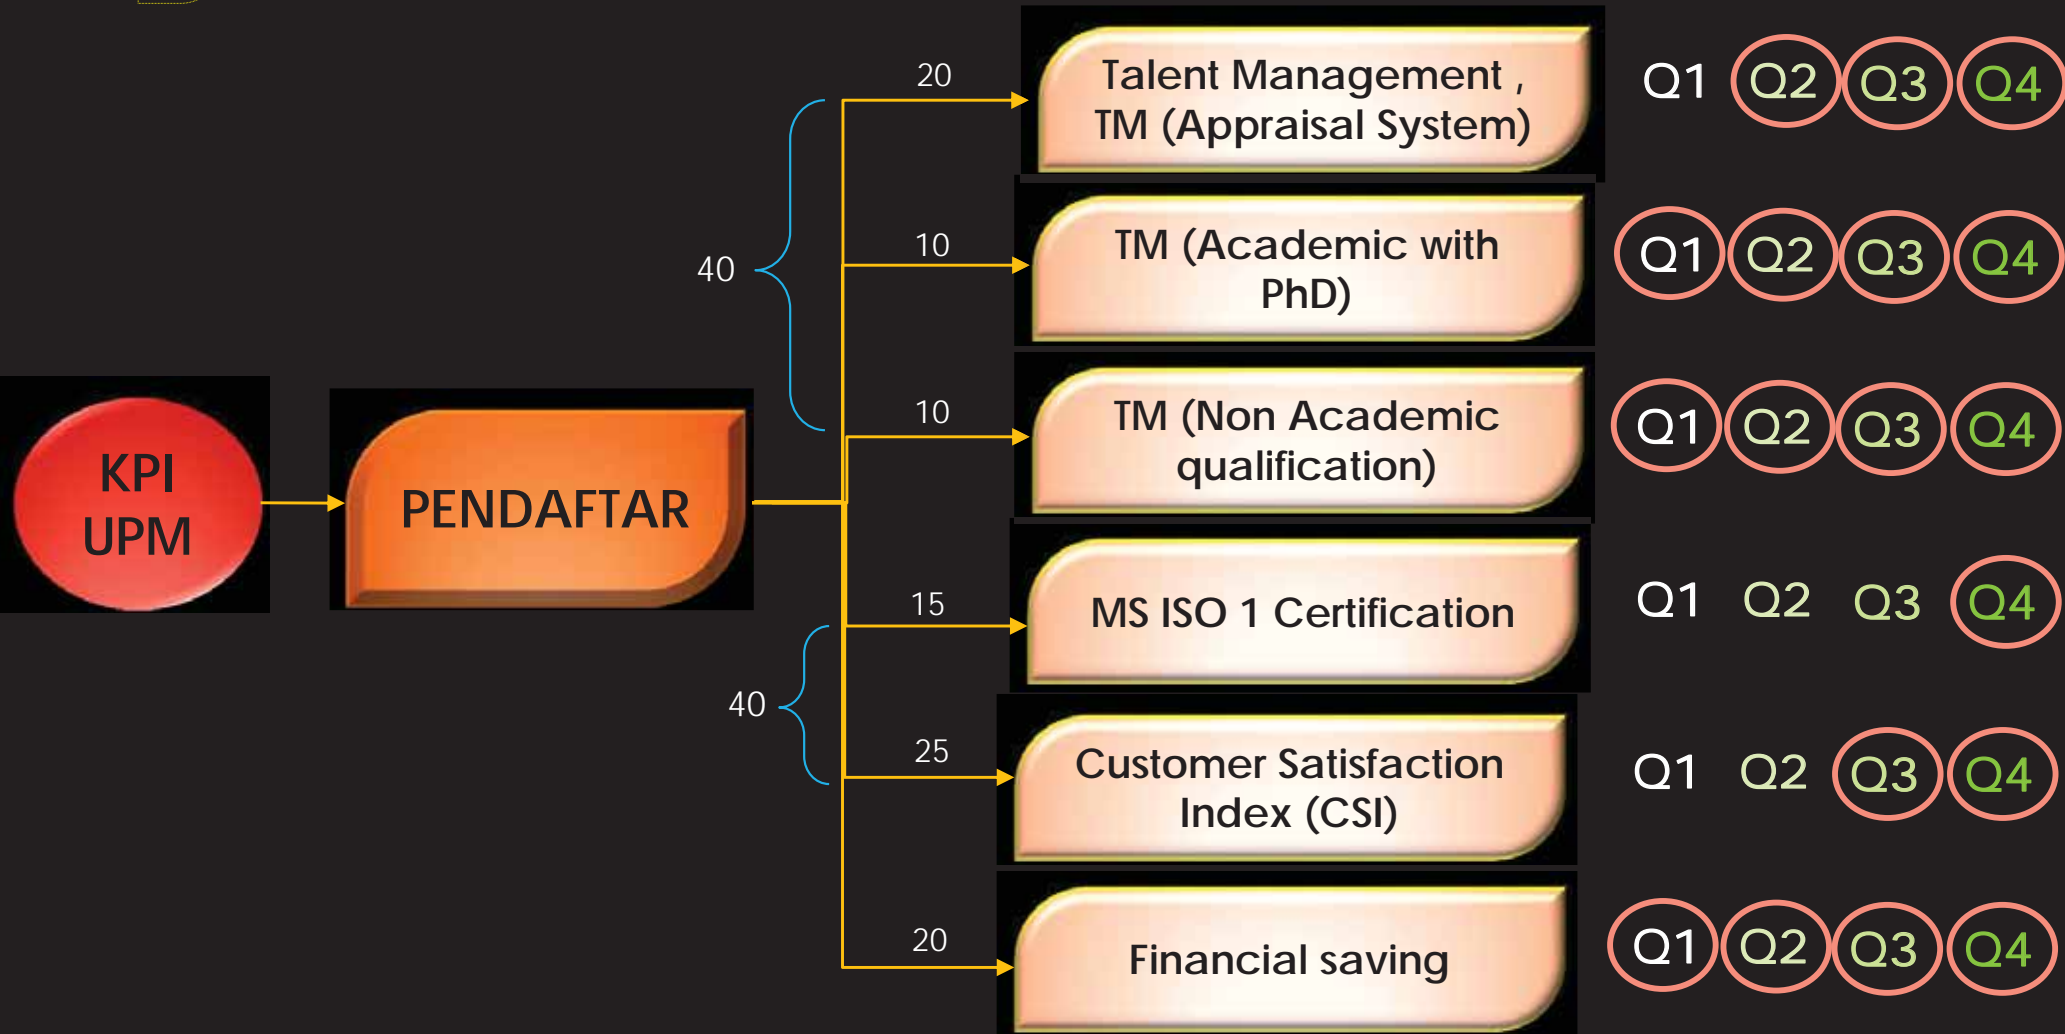 KPI
UPM
PENDAFTAR
40
40
20
Talent Management ,
TM (Appraisal System)
Q1 Q2 Q3 Q4
10
TM (Academic with
PhD)
Q1 Q2 Q3 Q4
10
TM (Non Academic
qualification)
Q1 Q2 Q3 Q4
15
MS ISO 1 Certification
Q1 Q2 Q3 Q4
25
Customer Satisfaction
Index (CSI)
Q1 Q2 Q3 Q4
20
Financial saving
Q1 Q2 Q3 Q4